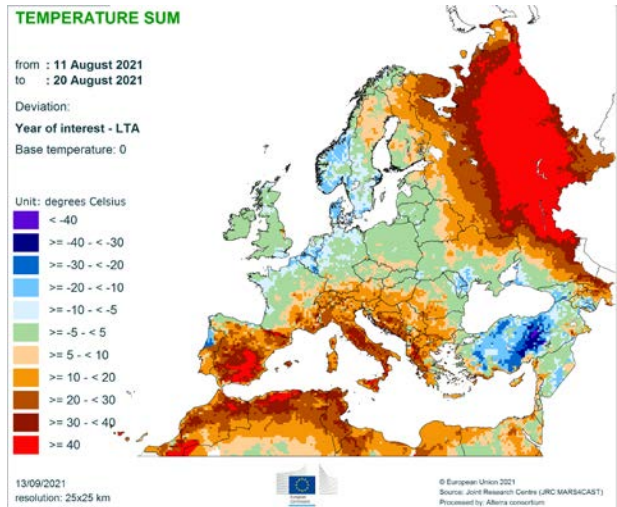 TEMPERATURE SUM
from : 11 August 2021
to : 20 August 2021
Deviation:
Year of interest - LTA
Base temperature: 0
Unit: degrees Celsius
< -40
>= -40 - < -30
>= -30 - < -20
>= -20 - < -10
>= -10 - < -5
>= -5 - < 5
>= 5 - < 10
>= 10 - < 20
>= 20 - < 30
>= 30 - < 40
>= 40
13/09/2021
resolution: 25x25 km
© European Union 2021
Source: Joint Research Centre (JRC:MARS4CAST)
Processed by: Alterra consortium